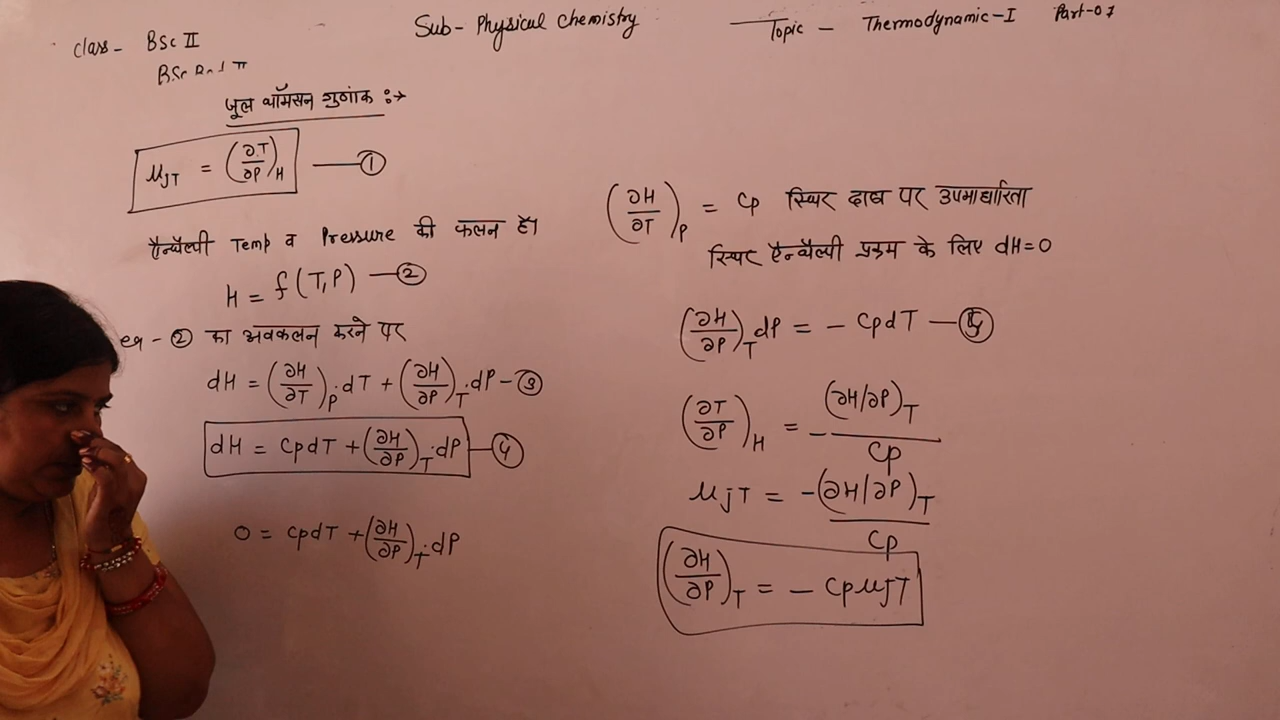 Class- BSc II
Sub- Physical Chemistry
Topic - Thermodynamic-I Part-07
BSc
जूल थॉमसन गुणांक :→
μJT = (∂T/∂P)H —①
एन्थैल्पी Temp व Pressure की फलन है।
H = f(T,P) —②
eq - ② का अवकलन करने पर
dH = (∂H/∂T)P.dT + (∂H/∂P)T.dP -③
dH = CpdT + (∂H/∂P)T.dP -④
0 = CpdT + (∂H/∂P)T.dP
(∂H/∂T)P = Cp स्थिर दाब पर उपमाधारिता
स्थिर एन्थैल्पी प्रक्रम के लिए dH=0
(∂H/∂P)T dP = - CpdT —⑤
(∂T/∂P)H = - (∂H/∂P)T / Cp
μJT = -(∂H/∂P)T / Cp
(∂H/∂P)T = - CpμJT